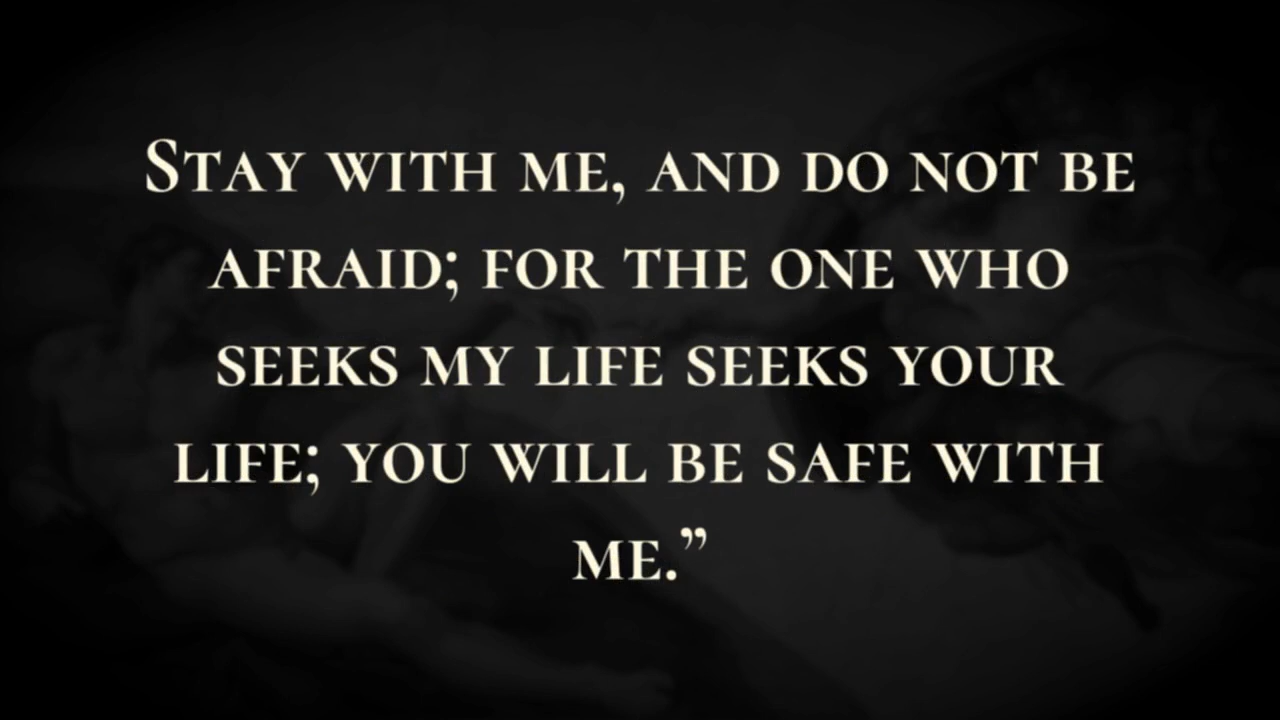 Stay with me, and do not be
afraid; for the one who
seeks my life seeks your
life; you will be safe with
me.”